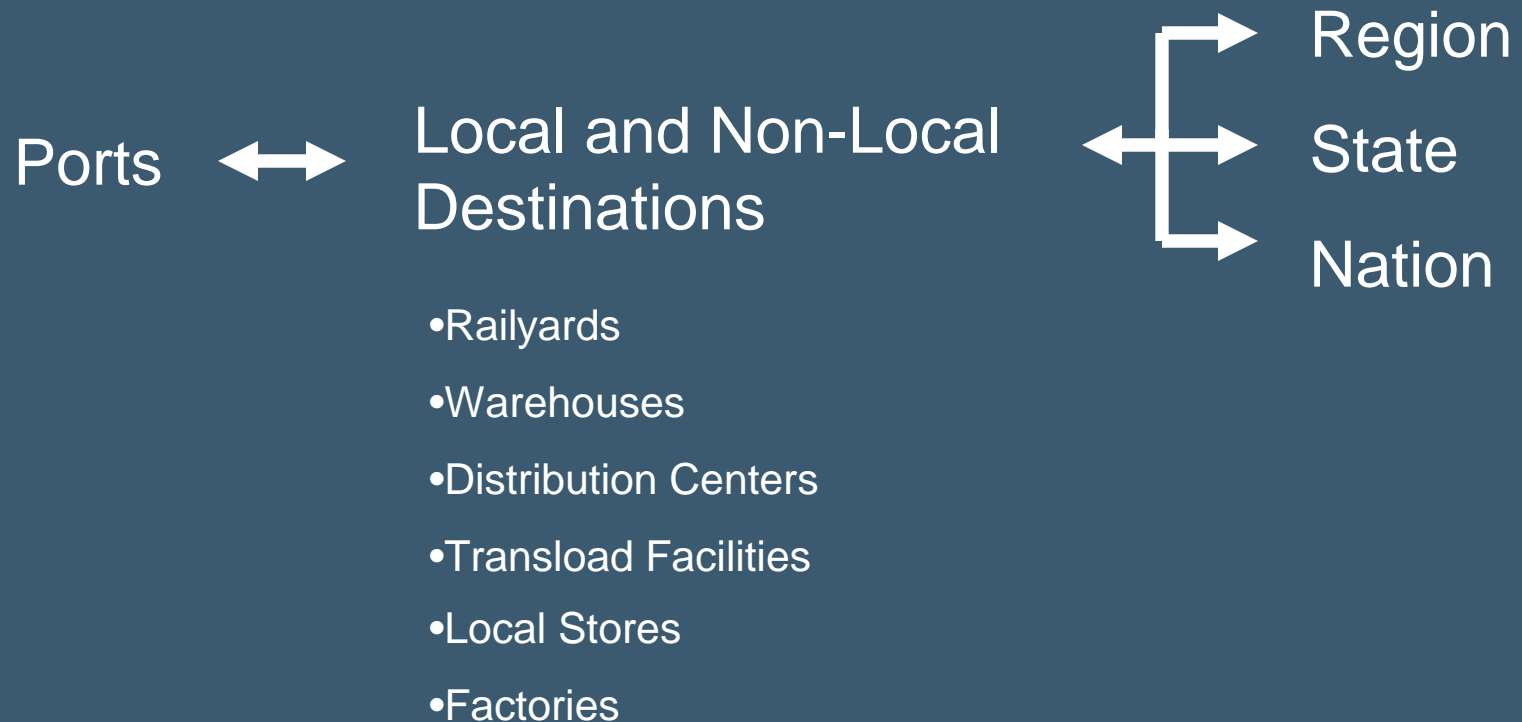 Ports
Local and Non-Local
Destinations
•Railyards
•Warehouses
•Distribution Centers
•Transload Facilities
•Local Stores
•Factories
Region
State
Nation